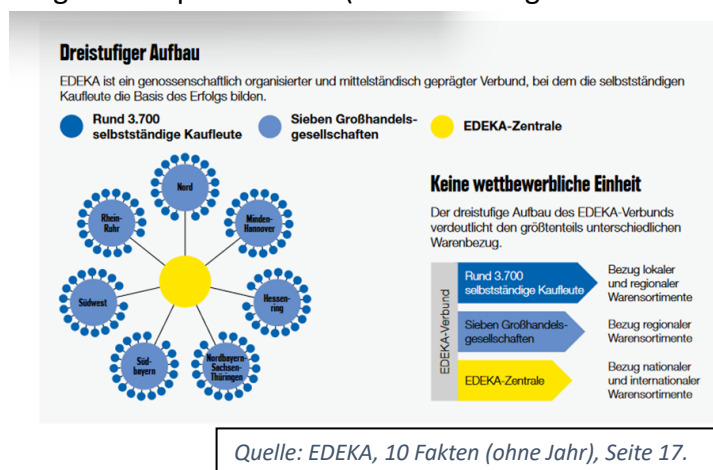 Dreistufiger Aufbau
EDEKA ist ein genossenschaftlich organisierter und mittelständisch geprägter Verbund, bei dem die selbstständigen
Kaufleute die Basis des Erfolgs bilden.
Rund 3.700
selbstständige Kaufleute
Sieben Großhandels-
gesellschaften
EDEKA-Zentrale
Nord
Minden-
Hannover
Hessen-
ring
Nordbayern-
Sachsen-
Thüringen
Süd-
bayern
Südwest
Rhein-
Ruhr
Keine wettbewerbliche Einheit
Der dreistufige Aufbau des EDEKA-Verbunds
verdeutlicht den größtenteils unterschiedlichen
Warenbezug.
EDEKA-Verbund
Rund 3.700
selbstständige Kaufleute
Bezug lokaler
und regionaler
Warensortimente
Sieben Großhandels-
gesellschaften
Bezug regionaler
Warensortimente
EDEKA-Zentrale
Bezug nationaler
und internationaler
Warensortimente
Quelle: EDEKA, 10 Fakten (ohne Jahr), Seite 17.